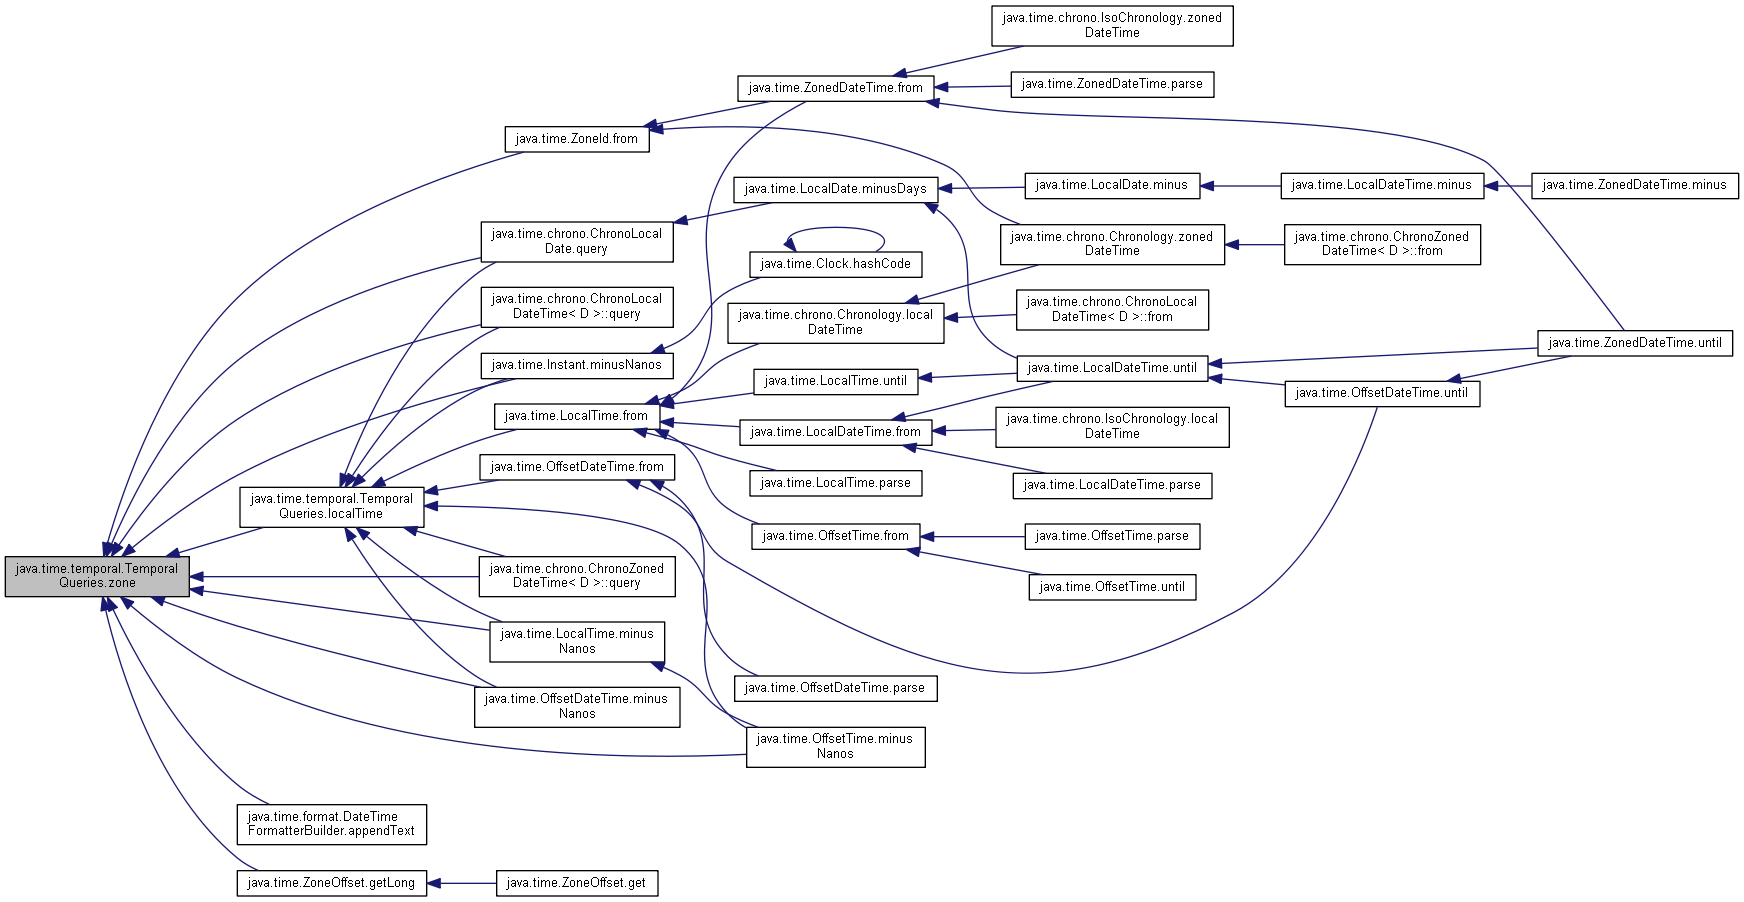 java.time.chrono.IsoChronology.zoned
DateTime
java.time.ZonedDateTime.parse
java.time.ZonedDateTime.from
java.time.ZoneId.from
java.time.LocalDate.minusDays
java.time.LocalDate.minus
java.time.LocalDateTime.minus
java.time.ZonedDateTime.minus
java.time.chrono.ChronoLocal
Date.query
java.time.chrono.Chronology.zoned
DateTime
java.time.chrono.ChronoZoned
DateTime< D >::from
java.time.Clock.hashCode
java.time.chrono.ChronoLocal
DateTime< D >::query
java.time.chrono.Chronology.local
DateTime
java.time.chrono.ChronoLocal
DateTime< D >::from
java.time.ZonedDateTime.until
java.time.Instant.minusNanos
java.time.LocalTime.until
java.time.LocalDateTime.until
java.time.OffsetDateTime.until
java.time.LocalTime.from
java.time.LocalDateTime.from
java.time.chrono.IsoChronology.local
DateTime
java.time.OffsetDateTime.from
java.time.LocalTime.parse
java.time.LocalDateTime.parse
java.time.temporal.Temporal
Queries.localTime
java.time.OffsetTime.from
java.time.OffsetTime.parse
java.time.temporal.Temporal
Queries.zone
java.time.chrono.ChronoZoned
DateTime< D >::query
java.time.OffsetTime.until
java.time.LocalTime.minus
Nanos
java.time.OffsetDateTime.minus
Nanos
java.time.OffsetDateTime.parse
java.time.OffsetTime.minus
Nanos
java.time.format.DateTime
FormatterBuilder.appendText
java.time.ZoneOffset.getLong
java.time.ZoneOffset.get